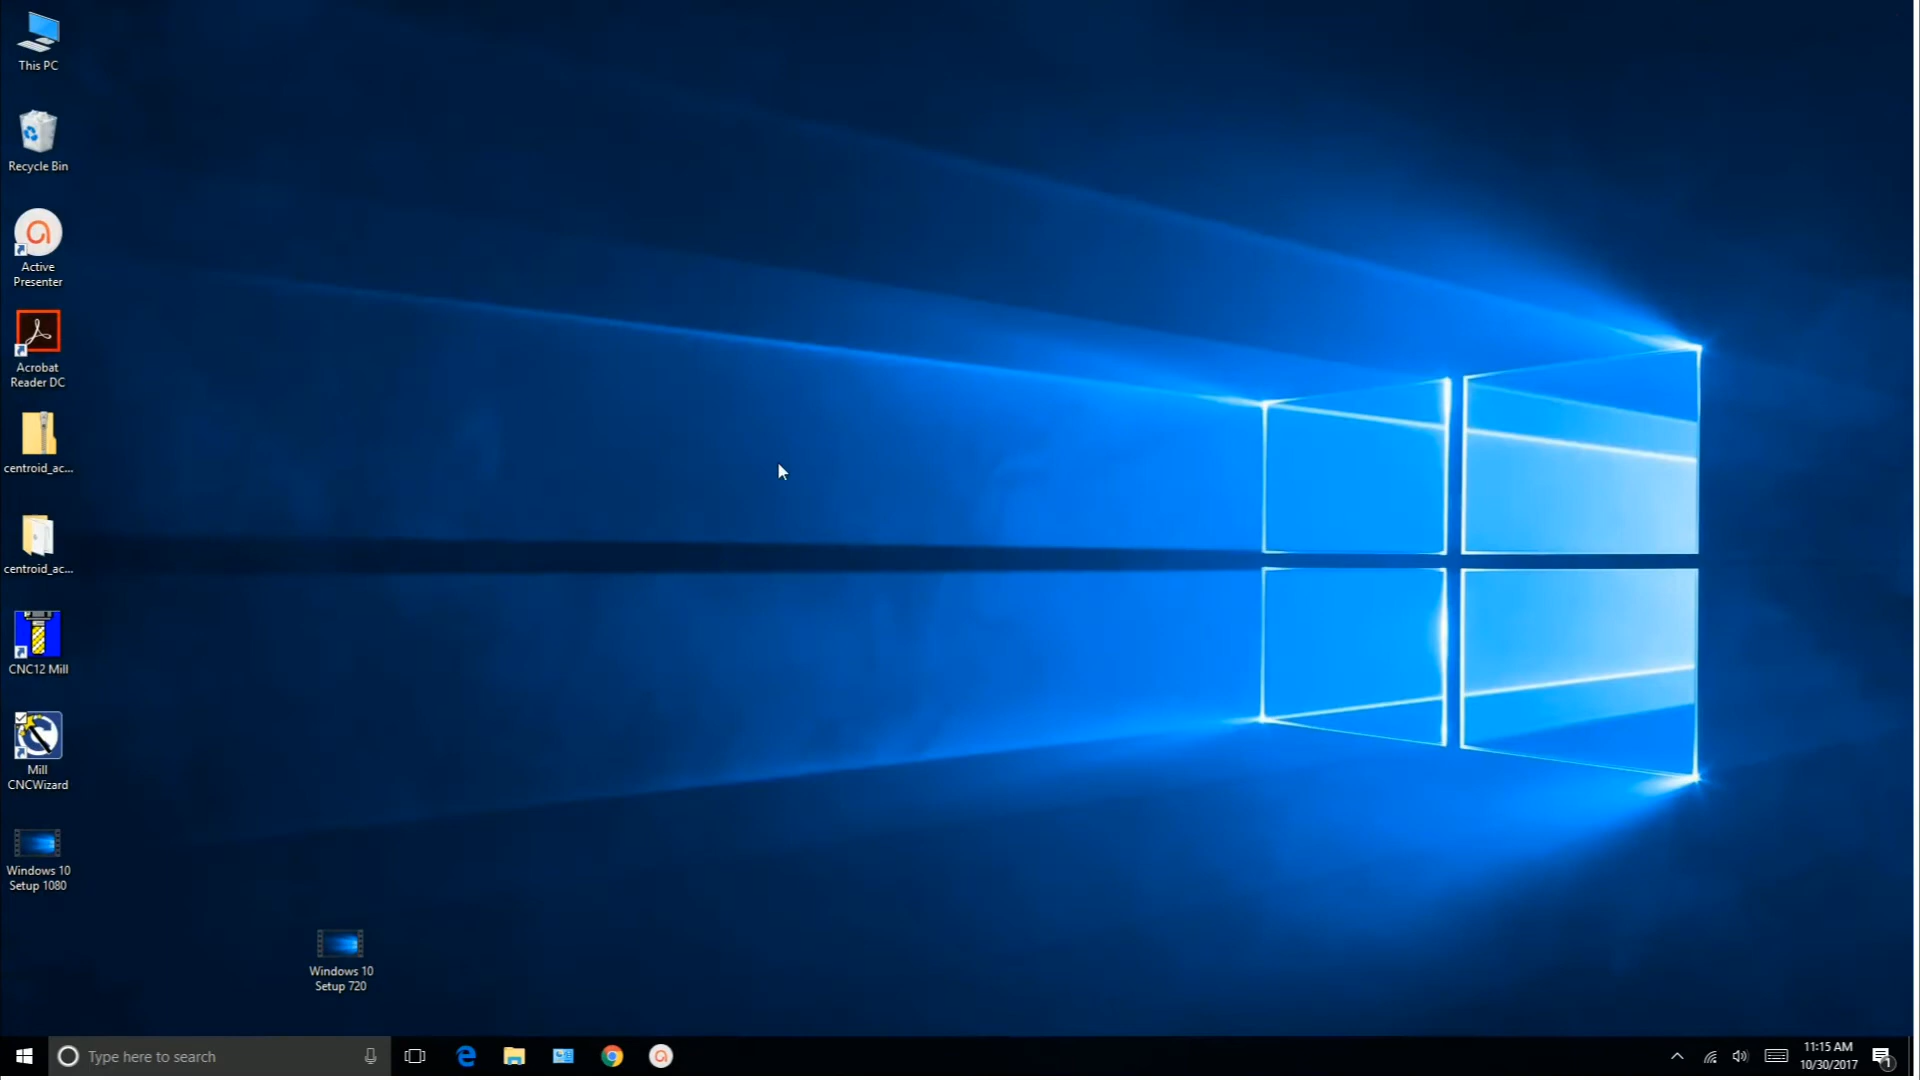 This PC
Recycle Bin
Active
Presenter
Acrobat
Reader DC
centroid_ac...
centroid_ac...
CNC12 Mill
Mill
CNCWizard
Windows 10
Setup 1080
Windows 10
Setup 720
Type here to search
11:15 AM
10/30/2017
1